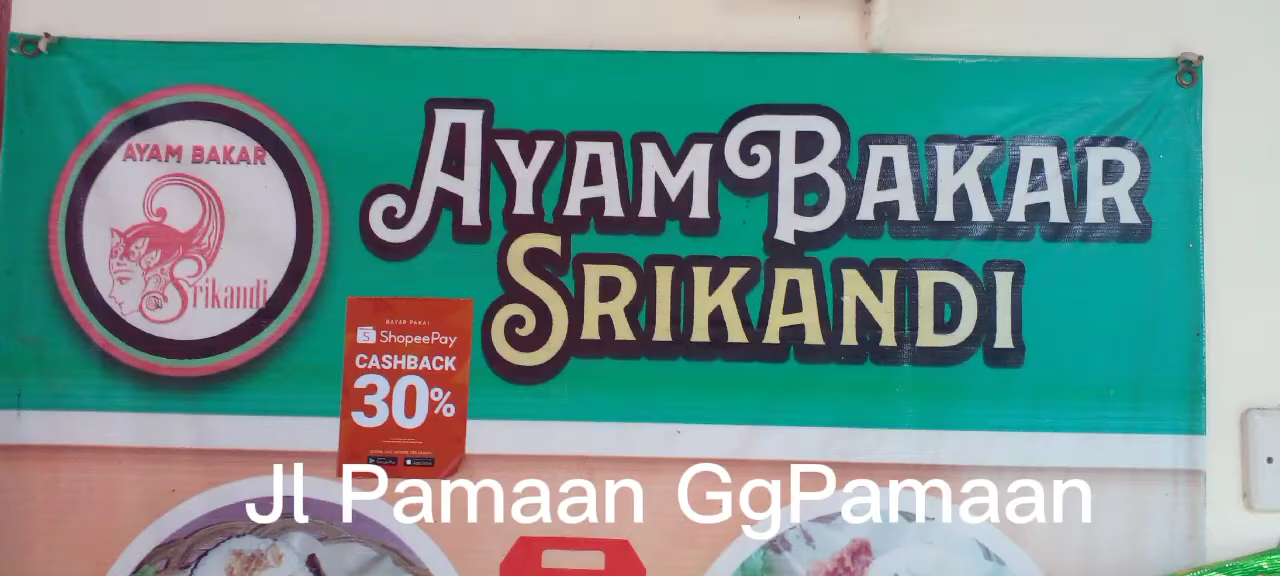 AYAM BAKAR
Srikandi
AYAM BAKAR
SRIKANDI
BAYAR PAKAI
S ShopeePay
CASHBACK
30%
Jl Pamaan GgPamaan